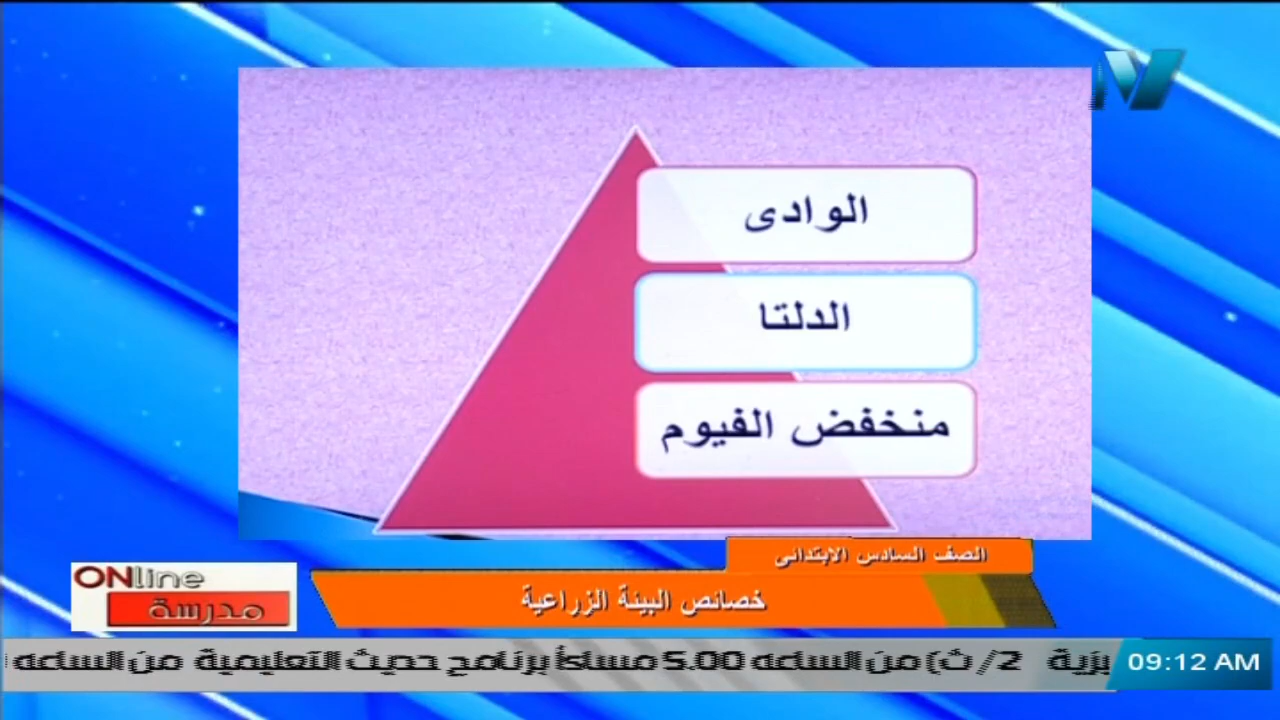 الوادى
الدلتا
منخفض الفيوم
الصف السادس الابتدائى
خصائص البيئة الزراعية
ONline
مدرسة
يزية 2/ ث) من الساعه 5.00 مساءاً برنامج حديث التعليمية من الساعه
09:12 AM